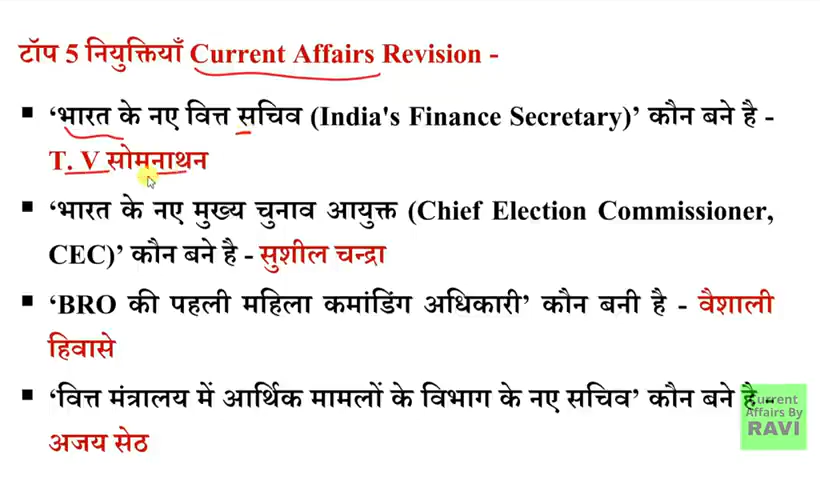 टॉप 5 नियुक्तियाँ Current Affairs Revision -
▪ ‘भारत के नए वित्त सचिव (India's Finance Secretary)’ कौन बने है -
T. V सोमनाथन
▪ ‘भारत के नए मुख्य चुनाव आयुक्त (Chief Election Commissioner,
CEC)’ कौन बने है - सुशील चन्द्रा
▪ ‘BRO की पहली महिला कमांडिंग अधिकारी’ कौन बनी है - वैशाली
हिवासे
▪ ‘वित्त मंत्रालय में आर्थिक मामलों के विभाग के नए सचिव’ कौन बने है -
अजय सेठ
Current
Affairs By
RAVI